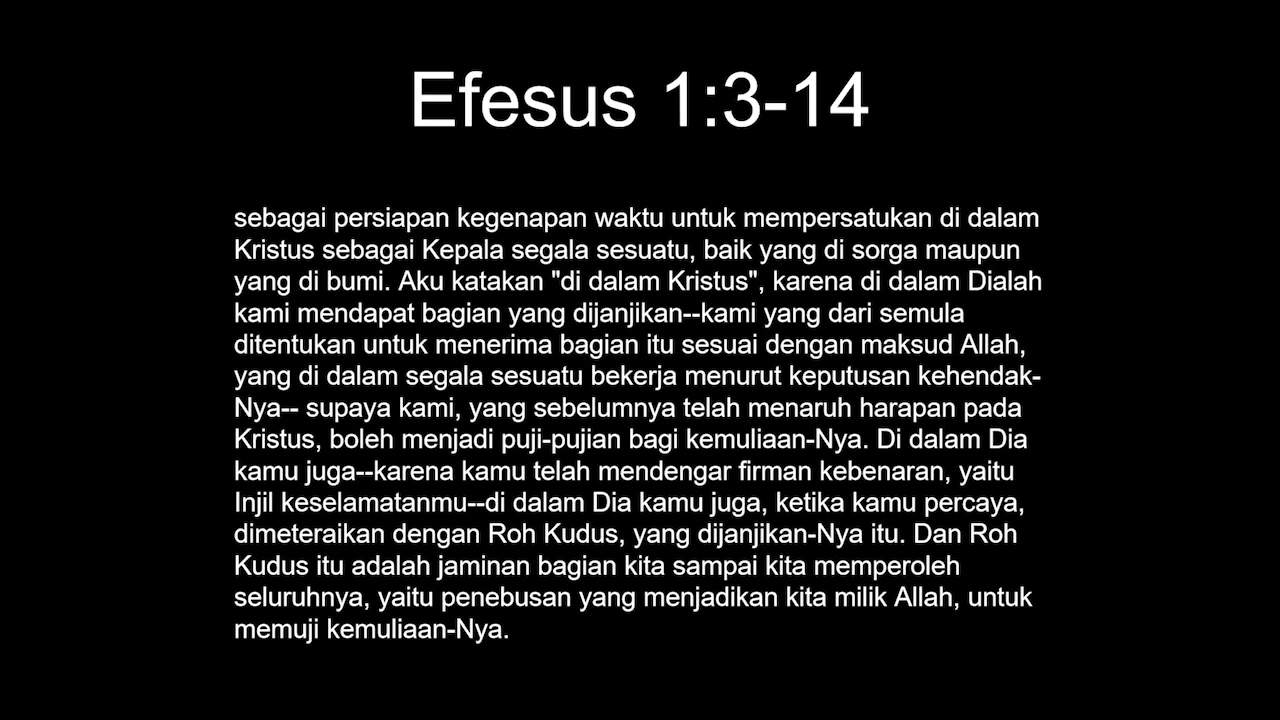 Efesus 1:3-14
sebagai persiapan kegenapan waktu untuk mempersatukan di dalam
Kristus sebagai Kepala segala sesuatu, baik yang di sorga maupun
yang di bumi. Aku katakan "di dalam Kristus", karena di dalam Dialah
kami mendapat bagian yang dijanjikan--kami yang dari semula
ditentukan untuk menerima bagian itu sesuai dengan maksud Allah,
yang di dalam segala sesuatu bekerja menurut keputusan kehendak-
Nya-- supaya kami, yang sebelumnya telah menaruh harapan pada
Kristus, boleh menjadi puji-pujian bagi kemuliaan-Nya. Di dalam Dia
kamu juga--karena kamu telah mendengar firman kebenaran, yaitu
Injil keselamatanmu--di dalam Dia kamu juga, ketika kamu percaya,
dimeteraikan dengan Roh Kudus, yang dijanjikan-Nya itu. Dan Roh
Kudus itu adalah jaminan bagian kita sampai kita memperoleh
seluruhnya, yaitu penebusan yang menjadikan kita milik Allah, untuk
memuji kemuliaan-Nya.